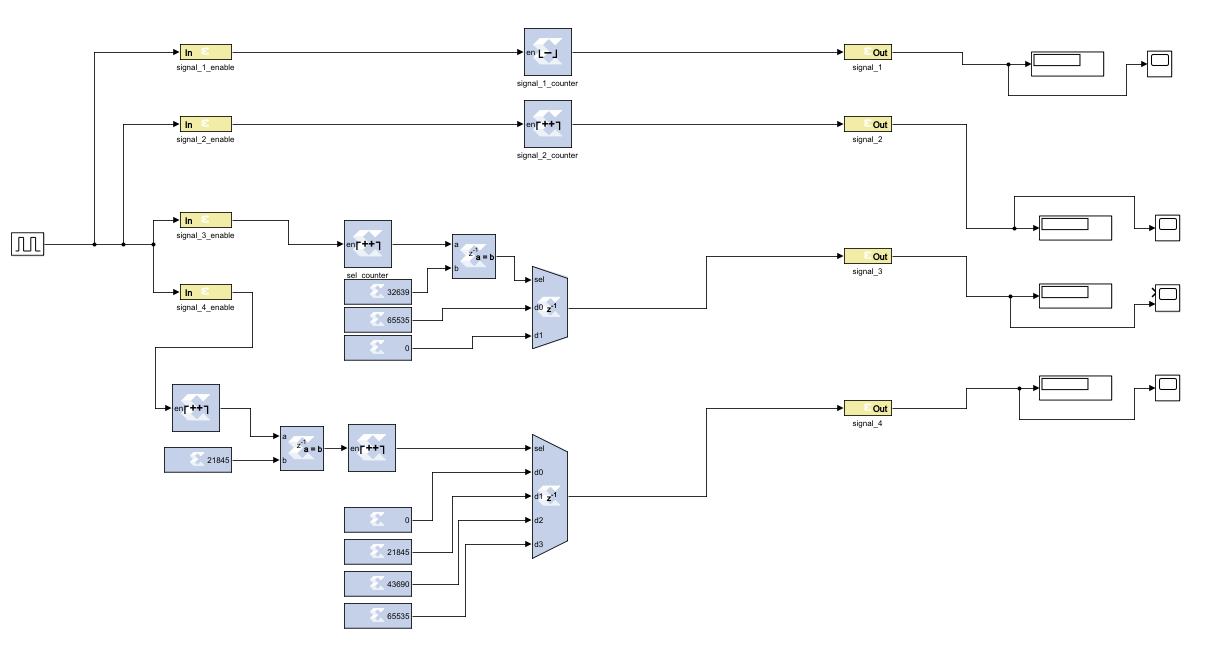 In
signal_1_enable
en
signal_1_counter
Out
signal_1
In
signal_2_enable
en [++]
signal_2_counter
Out
signal_2
In
signal_3_enable
en [++]
sel_counter
a
b
z-1
a = b
32639
65535
0
sel
d0
d1
z-1
Out
signal_3
In
signal_4_enable
en [++]
21845
a
b
z-1
a = b
en [++]
sel
d0
d1
d2
d3
z-1
0
21845
43690
65535
Out
signal_4